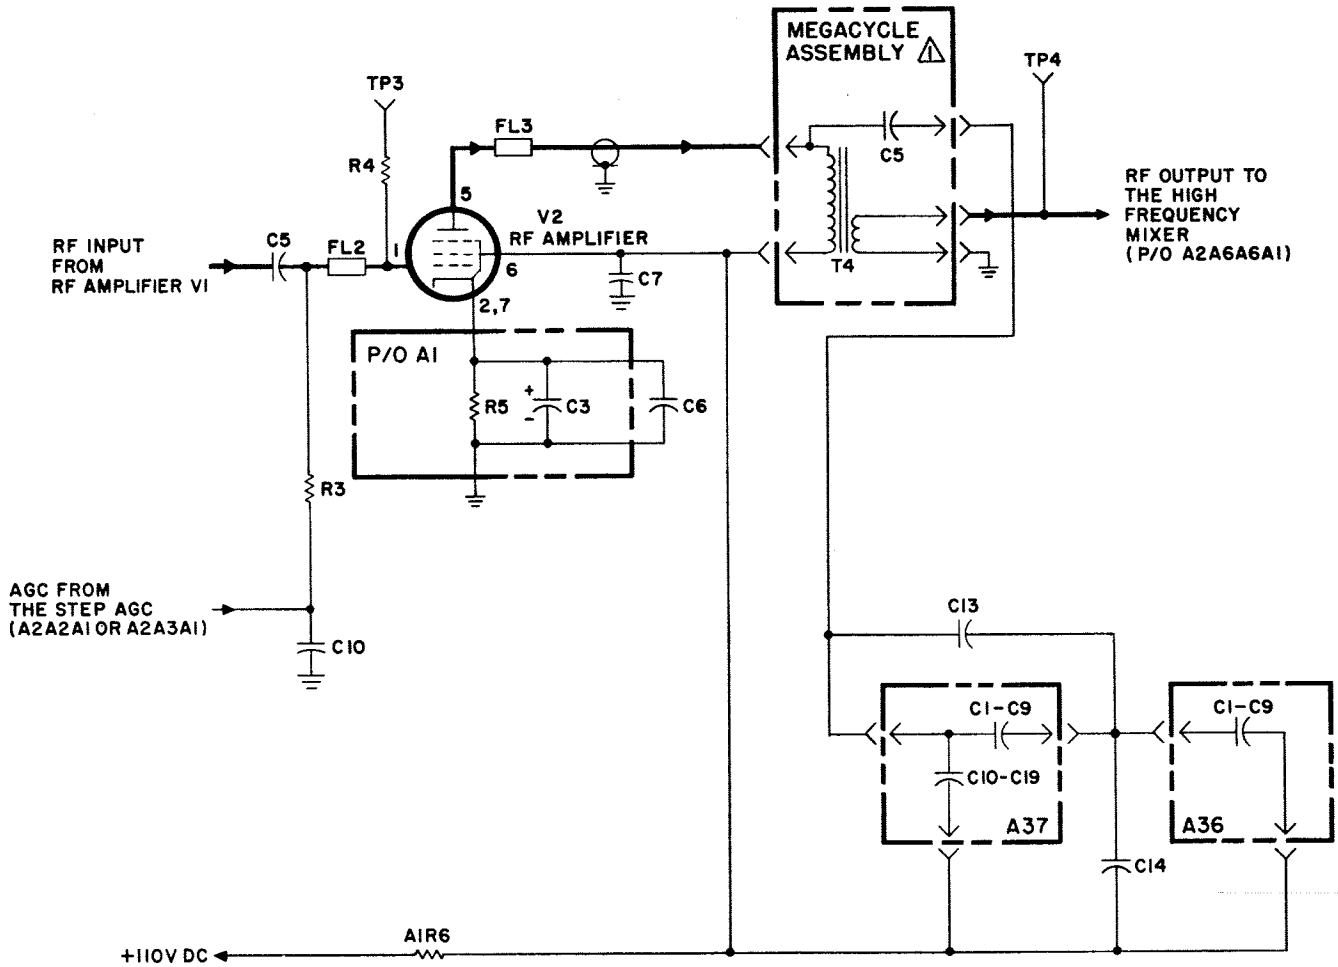 MEGACYCLE
ASSEMBLY 1
TP4
TP3
FL3
C5
R4
5
RF OUTPUT TO
THE HIGH
FREQUENCY
MIXER
(P/O A2A6A6A1)
V2
RF AMPLIFIER
RF INPUT
FROM
RF AMPLIFIER V1
C5
FL2
1
6
C7
T4
2,7
P/O A1
R5
+
-
C3
C6
R3
AGC FROM
THE STEP AGC
(A2A2A1 OR A2A3A1)
C10
C13
C1-C9
C10-C19
A37
C1-C9
A36
C14
A1R6
+110V DC